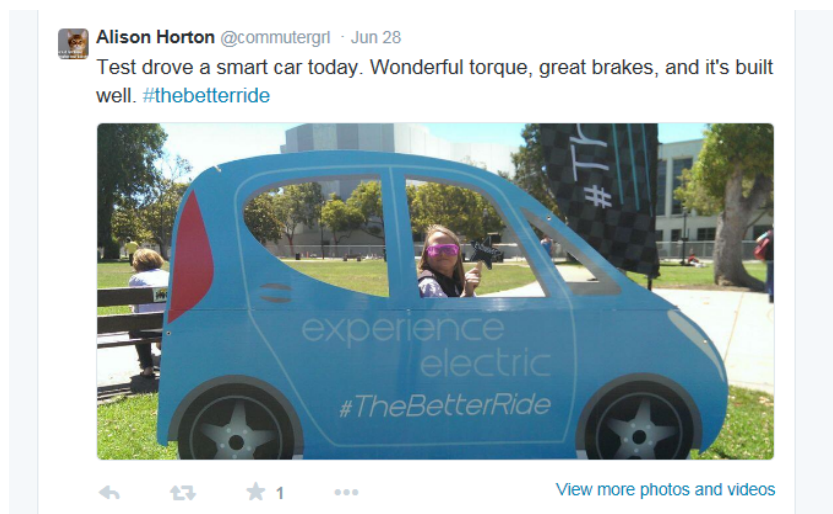 Alison Horton @commutergrl · Jun 28
Test drove a smart car today. Wonderful torque, great brakes, and it's built
well. #thebetterride
#Th
experience
electric
#TheBetterRide
1
View more photos and videos